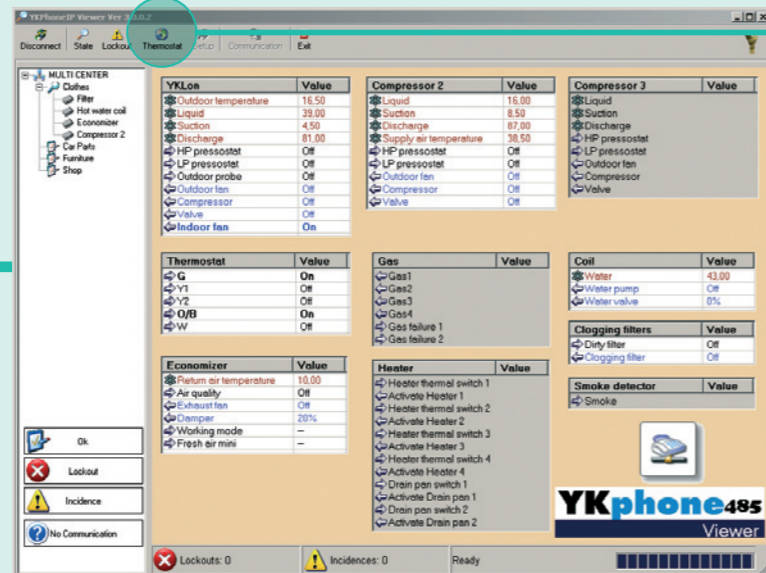 YKPhoneIP Viewer Ver 3.0.0.2
Disconnect State Lockout Thermostat Setup Communication Exit
MULTI CENTER
Clothes
Filter
Hot water coil
Economizer
Compressor 2
Car Parts
Furniture
Shop
Ok
Lockout
Incidence
No Communication
YKLon Value
Outdoor temperature 16,50
Liquid 39,00
Suction 4,50
Discharge 81,00
HP pressostat Off
LP pressostat Off
Outdoor probe Off
Outdoor fan Off
Compressor Off
Valve Off
Indoor fan On
Compressor 2 Value
Liquid 16,00
Suction 8,50
Discharge 87,00
Supply air temperature 38,50
HP pressostat Off
LP pressostat Off
Outdoor fan Off
Compressor Off
Valve Off
Compressor 3 Value
Liquid
Suction
Discharge
HP pressostat
LP pressostat
Outdoor fan
Compressor
Valve
Thermostat Value
G On
Y1 Off
Y2 Off
O/B On
W Off
Gas Value
Gas1
Gas2
Gas3
Gas4
Gas failure 1
Gas failure 2
Coil Value
Water 43,00
Water pump Off
Water valve 0%
Clogging filters Value
Dirty filter Off
Clogging filter Off
Economizer Value
Return air temperature 10,00
Air quality Off
Exhaust fan Off
Damper 20%
Working mode –
Fresh air mini –
Heater Value
Heater thermal switch 1
Activate Heater 1
Heater thermal switch 2
Activate Heater 2
Heater thermal switch 3
Activate Heater 3
Heater thermal switch 4
Activate Heater 4
Drain pan switch 1
Activate Drain pan 1
Drain pan switch 2
Activate Drain pan 2
Smoke detector Value
Smoke
YKphone485
Viewer
Lockouts: 0 Incidences: 0 Ready